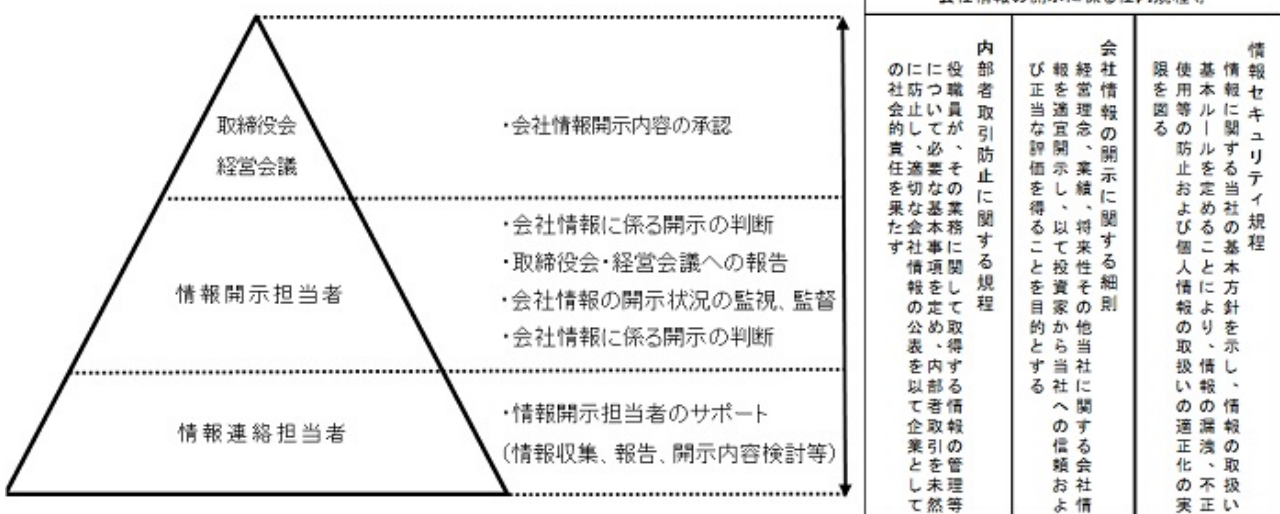 取締役会
経営会議
・会社情報開示内容の承認
情報開示担当者
・会社情報に係る開示の判断
・取締役会・経営会議への報告
・会社情報の開示状況の監視、監督
・会社情報に係る開示の判断
情報連絡担当者
・情報開示担当者のサポート
(情報収集、報告、開示内容検討等)
情報セキュリティ規程
情報に関する当社の基本方針を示し、情報の取扱い
基本ルールを定めることにより、情報の漏洩、不正
使用等の防止および個人情報の取扱いの適正化の実
限を図る
会社情報の開示に関する細則
経営理念、業績、将来性その他当社に関する会社情
報を適宜開示し、以て投資家から当社への信頼およ
び正当な評価を得ることを目的とする
内部者取引防止に関する規程
役職員が、その業務に関して取得する情報の管理等
について必要な基本事項を定め、内部者取引を未然
に防止し、適切な会社情報の公表を以て企業として
の社会的責任を果たす